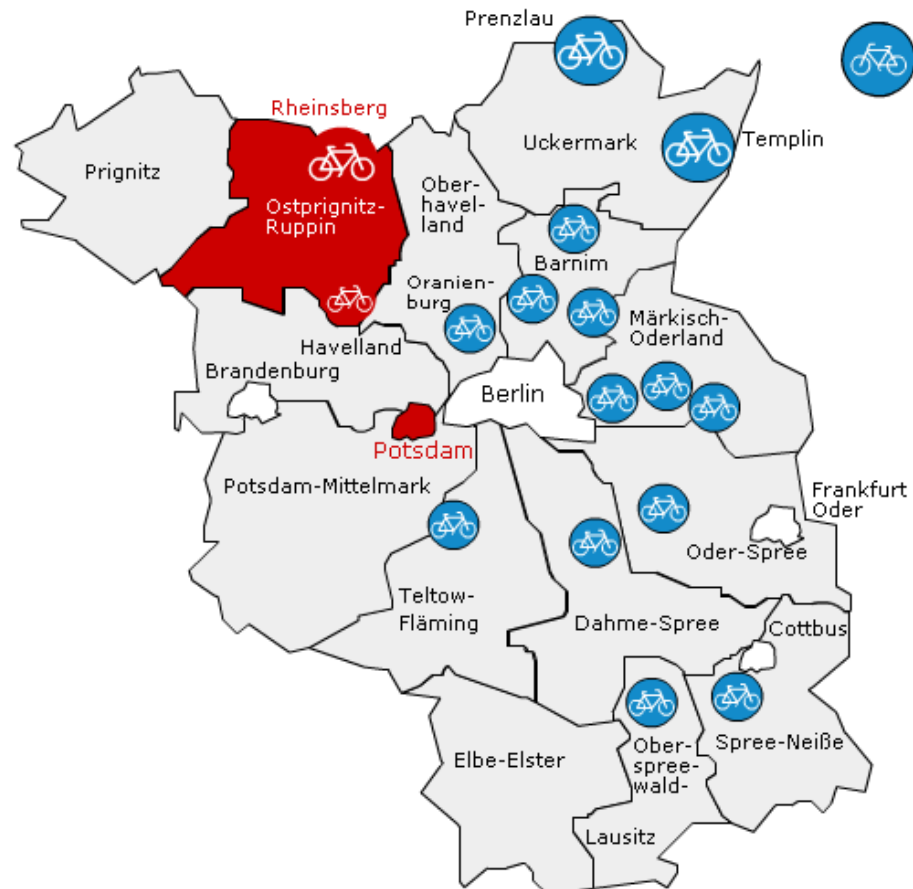 Prenzlau
Rheinsberg
Templin
Uckermark
Prignitz
Ober-
havel-
land
Ostprignitz-
Ruppin
Barnim
Oranien-
burg
Märkisch-
Oderland
Havelland
Brandenburg
Berlin
Potsdam
Potsdam-Mittelmark
Frankfurt
Oder
Oder-Spree
Teltow-
Fläming
Dahme-Spree
Cottbus
Spree-Neiße
Ober-
spree-
wald-
Lausitz
Elbe-Elster